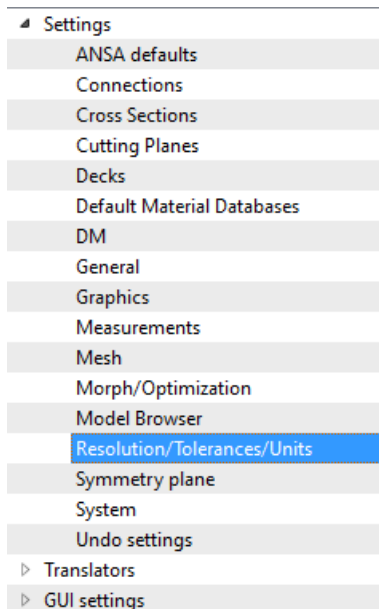 Settings
ANSA defaults
Connections
Cross Sections
Cutting Planes
Decks
Default Material Databases
DM
General
Graphics
Measurements
Mesh
Morph/Optimization
Model Browser
Resolution/Tolerances/Units
Symmetry plane
System
Undo settings
Translators
GUI settings